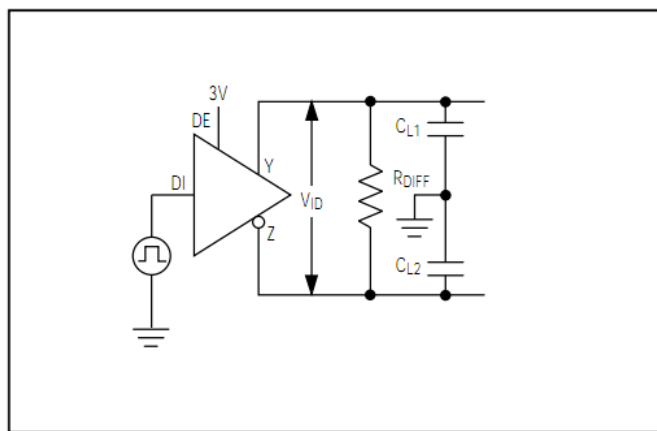 3V
DE
Y
DI
Z
V_ID
R_DIFF
C_L1
C_L2